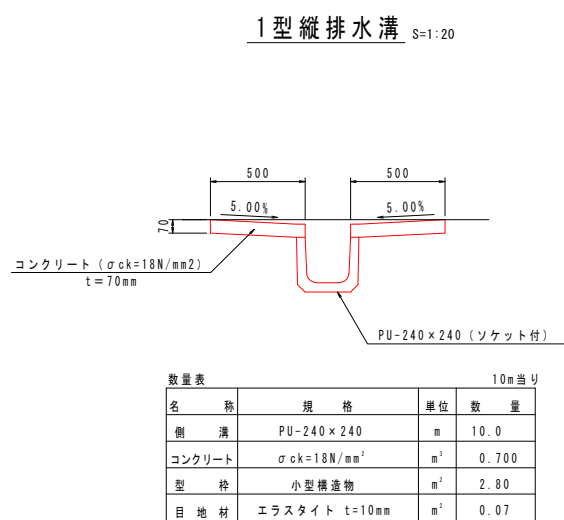 1型縦排水溝 S=1:20
500 500
5.00% 5.00%
70
コンクリート(σck=18N/mm2)
t=70mm
PU-240×240(ソケット付)
数量表 10m当り
名 称 規 格 単位 数 量
側 溝 PU-240×240 m 10.0
コンクリート σck=18N/mm² m³ 0.700
型 枠 小型構造物 m² 2.80
目 地 材 エラスタイト t=10mm m² 0.07